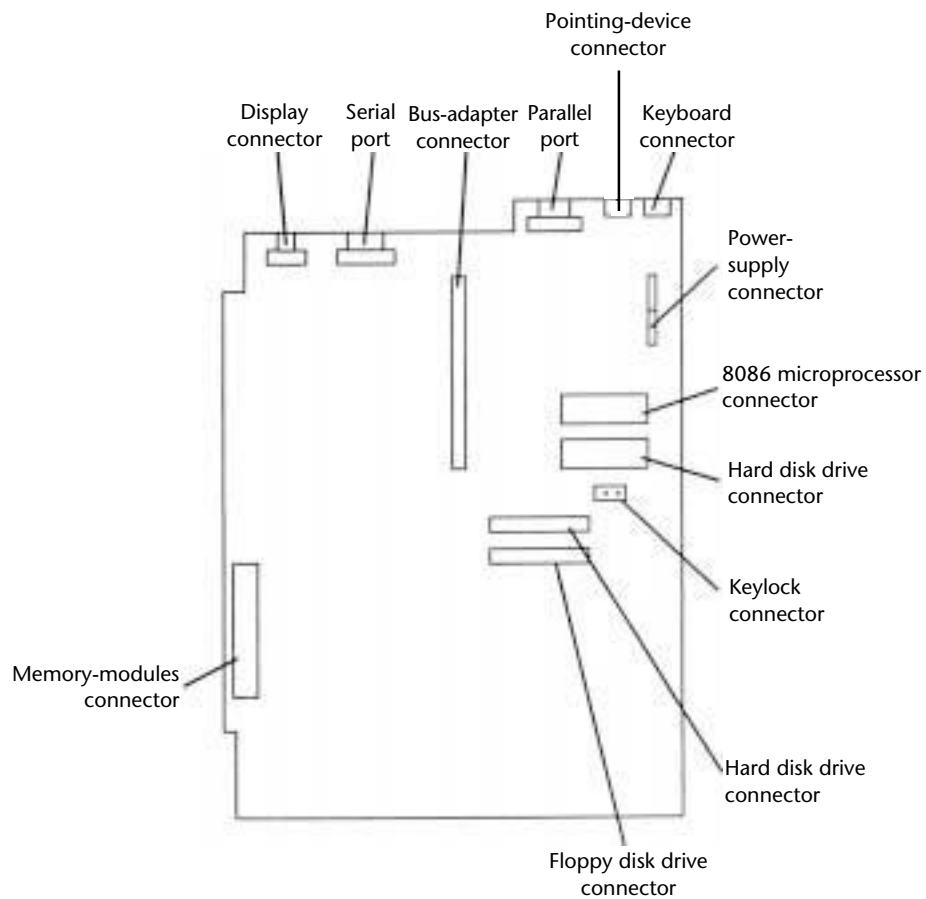 Pointing-device
connector
Display
connector
Serial
port
Bus-adapter
connector
Parallel
port
Keyboard
connector
Power-
supply
connector
8086 microprocessor
connector
Hard disk drive
connector
Keylock
connector
Memory-modules
connector
Hard disk drive
connector
Floppy disk drive
connector